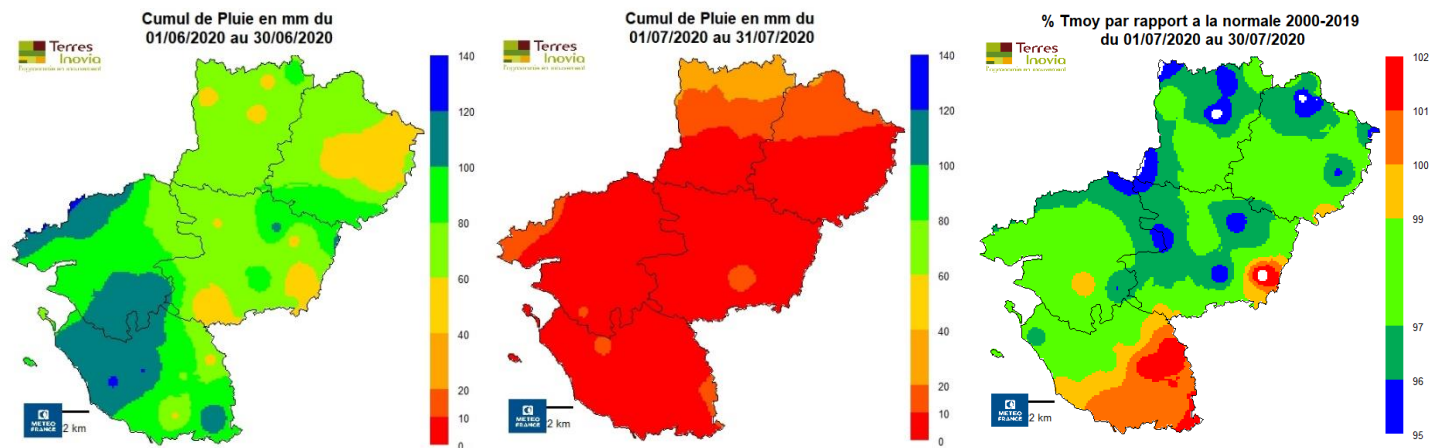 Cumul de Pluie en mm du
01/06/2020 au 30/06/2020
Terres
Inovia
140
120
100
80
60
40
20
10
0
METEO
FRANCE
2 km
Cumul de Pluie en mm du
01/07/2020 au 31/07/2020
Terres
Inovia
140
120
100
80
60
40
20
10
0
METEO
FRANCE
2 km
% Tmoy par rapport a la normale 2000-2019
du 01/07/2020 au 30/07/2020
Terres
Inovia
102
101
100
99
97
96
95
METEO
FRANCE
2 km